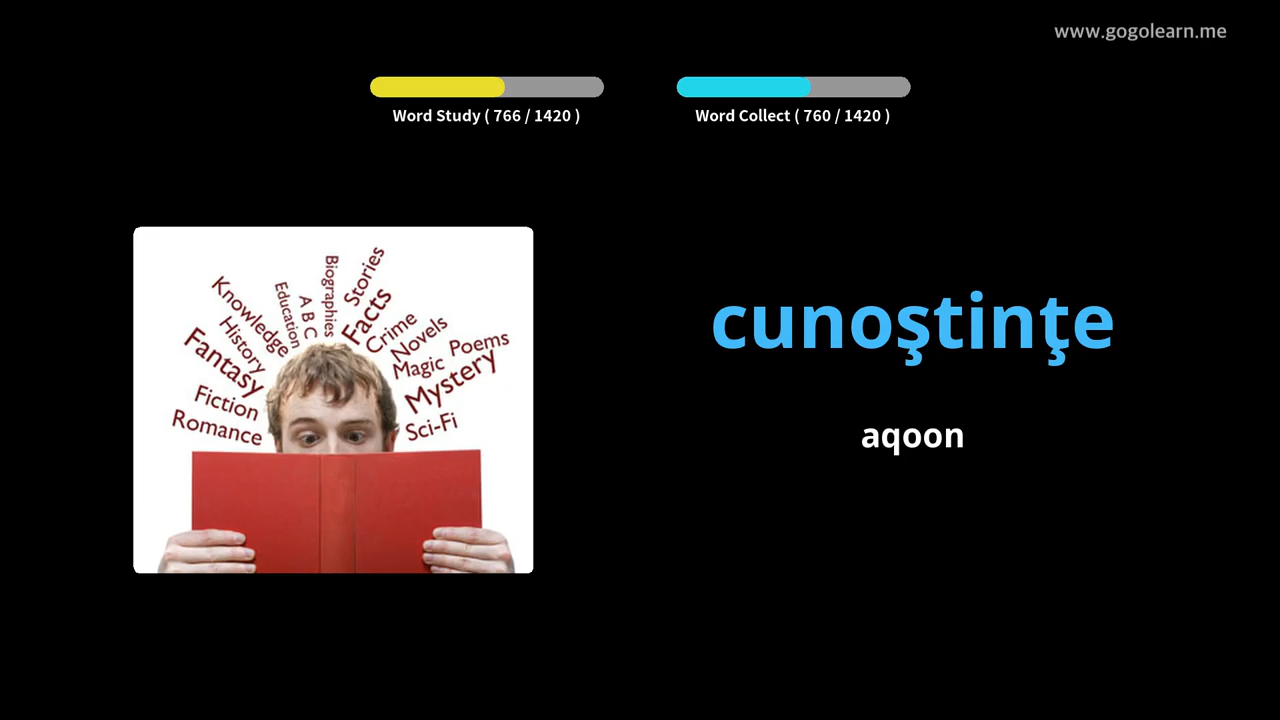 www.gogolearn.me
Word Study ( 766 / 1420 )
Word Collect ( 760 / 1420 )
Knowledge
History
Fantasy
Fiction
Romance
Education
A B C
Biographies
Stories
Facts
Crime
Novels
Magic
Poems
Mystery
Sci-Fi
cunoştinţe
aqoon